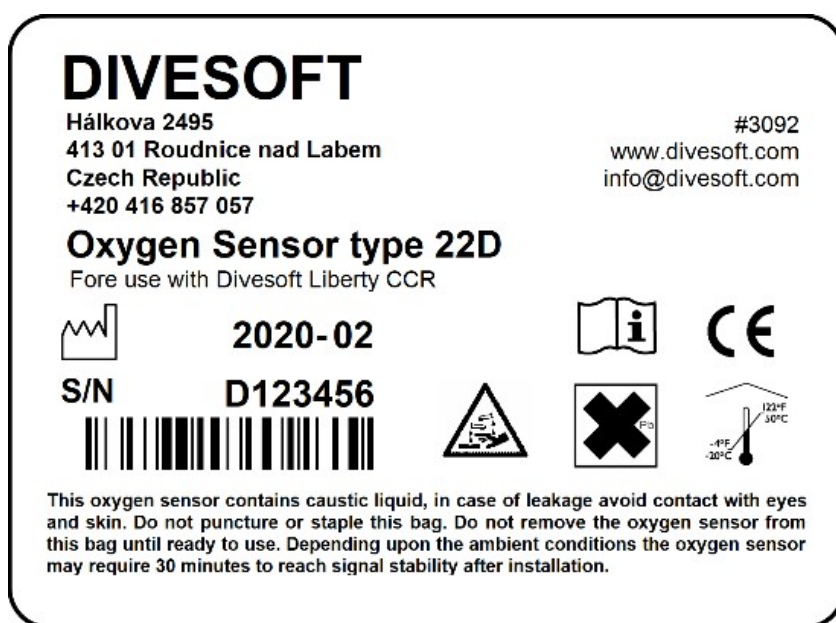 DIVESOFT
Hálkova 2495
413 01 Roudnice nad Labem
Czech Republic
+420 416 857 057
#3092
www.divesoft.com
info@divesoft.com
Oxygen Sensor type 22D
Fore use with Divesoft Liberty CCR
2020-02
i
CE
S/N
D123456
Pb
122°F
50°C
-4°F
-20°C
This oxygen sensor contains caustic liquid, in case of leakage avoid contact with eyes
and skin. Do not puncture or staple this bag. Do not remove the oxygen sensor from
this bag until ready to use. Depending upon the ambient conditions the oxygen sensor
may require 30 minutes to reach signal stability after installation.